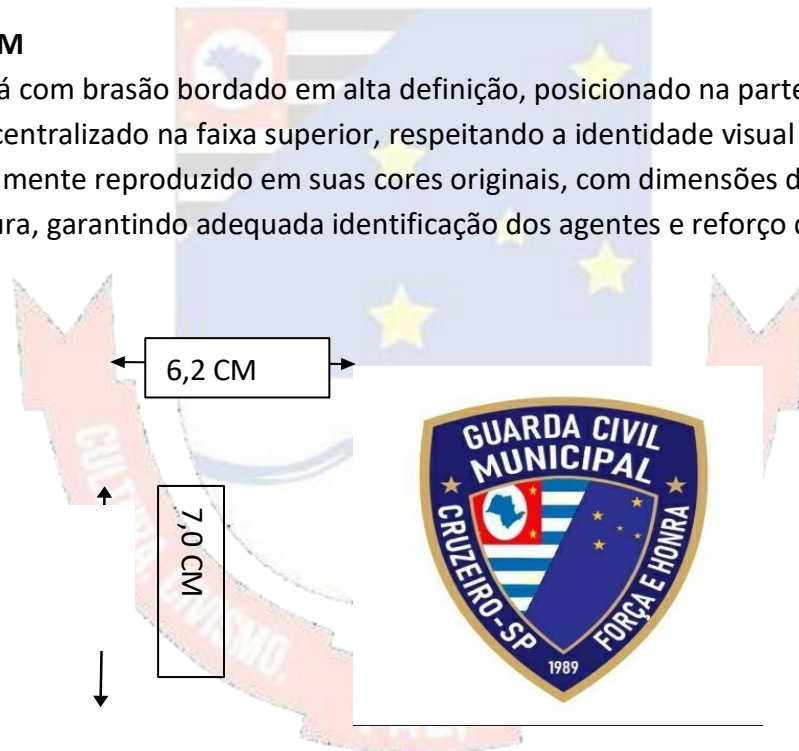 M
á com brasão bordado em alta definição, posicionado na parte
centralizado na faixa superior, respeitando a identidade visual
mente reproduzido em suas cores originais, com dimensões d
ura, garantindo adequada identificação dos agentes e reforço d
6,2 CM
7,0 CM
GUARDA CIVIL
MUNICIPAL
CRUZEIRO-SP
FORÇA E HONRA
1989
CULTURA